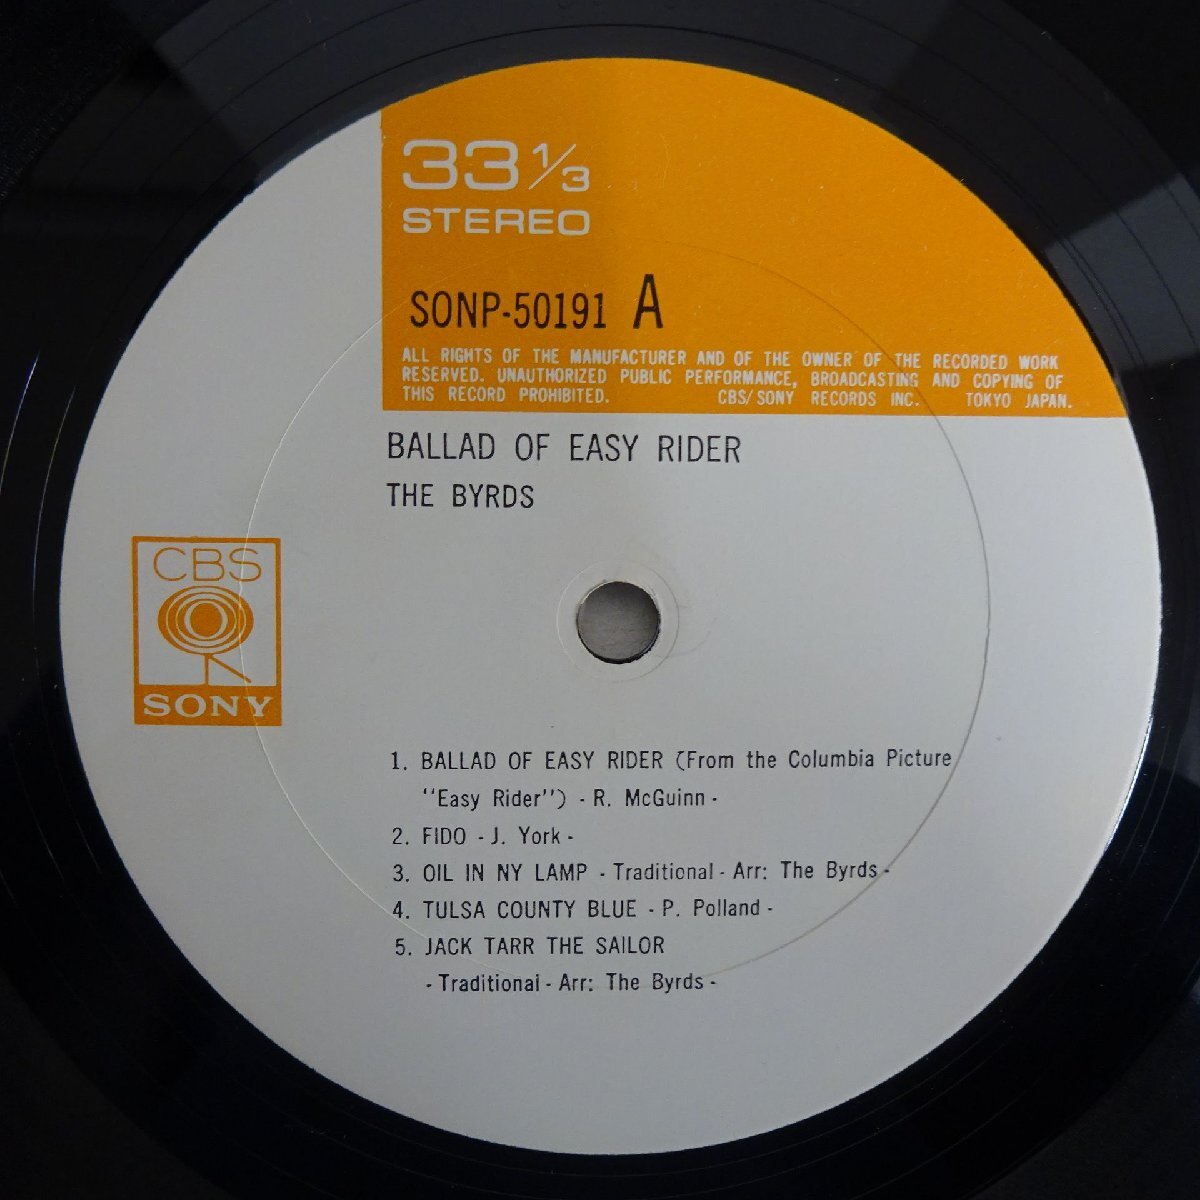 33 1/3
STEREO
SONP-50191 A
ALL RIGHTS OF THE MANUFACTURER AND OF THE OWNER OF THE RECORDED WORK
RESERVED. UNAUTHORIZED PUBLIC PERFORMANCE, BROADCASTING AND COPYING OF
THIS RECORD PROHIBITED. CBS/SONY RECORDS INC. TOKYO JAPAN.
BALLAD OF EASY RIDER
THE BYRDS
CBS
SONY
1. BALLAD OF EASY RIDER (From the Columbia Picture
"Easy Rider") - R. McGuinn -
2. FIDO - J. York -
3. OIL IN NY LAMP - Traditional - Arr: The Byrds -
4. TULSA COUNTY BLUE - P. Polland -
5. JACK TARR THE SAILOR
- Traditional - Arr: The Byrds -